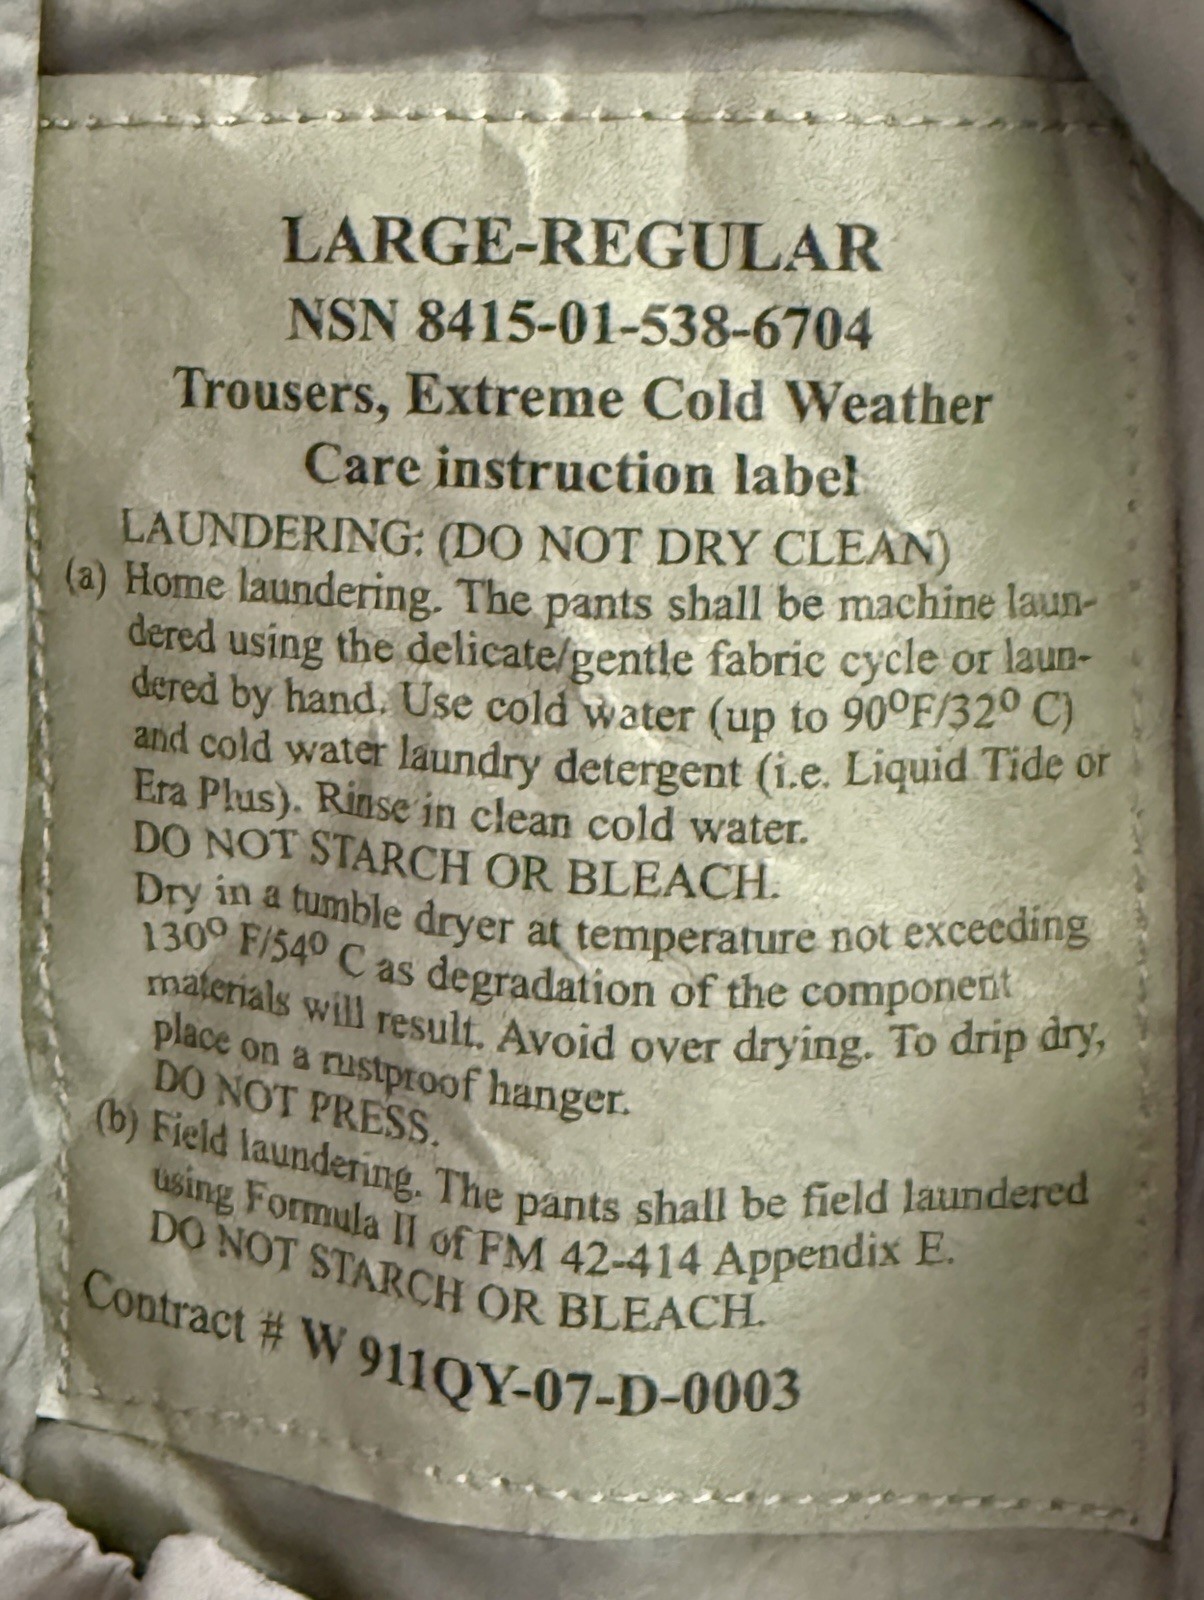 LARGE-REGULAR
NSN 8415-01-538-6704
Trousers, Extreme Cold Weather
Care instruction label
LAUNDERING: (DO NOT DRY CLEAN)
(a) Home laundering. The pants shall be machine laun-
dered using the delicate/gentle fabric cycle or laun-
dered by hand. Use cold water (up to 90⁰F/32⁰ C)
and cold water laundry detergent (i.e. Liquid Tide or
Era Plus). Rinse in clean cold water.
DO NOT STARCH OR BLEACH.
Dry in a tumble dryer at temperature not exceeding
130⁰ F/54⁰ C as degradation of the component
materials will result. Avoid over drying. To drip dry,
place on a rustproof hanger.
DO NOT PRESS.
(b) Field laundering. The pants shall be field laundered
using Formula II of FM 42-414 Appendix E.
DO NOT STARCH OR BLEACH.
Contract # W 911QY-07-D-0003